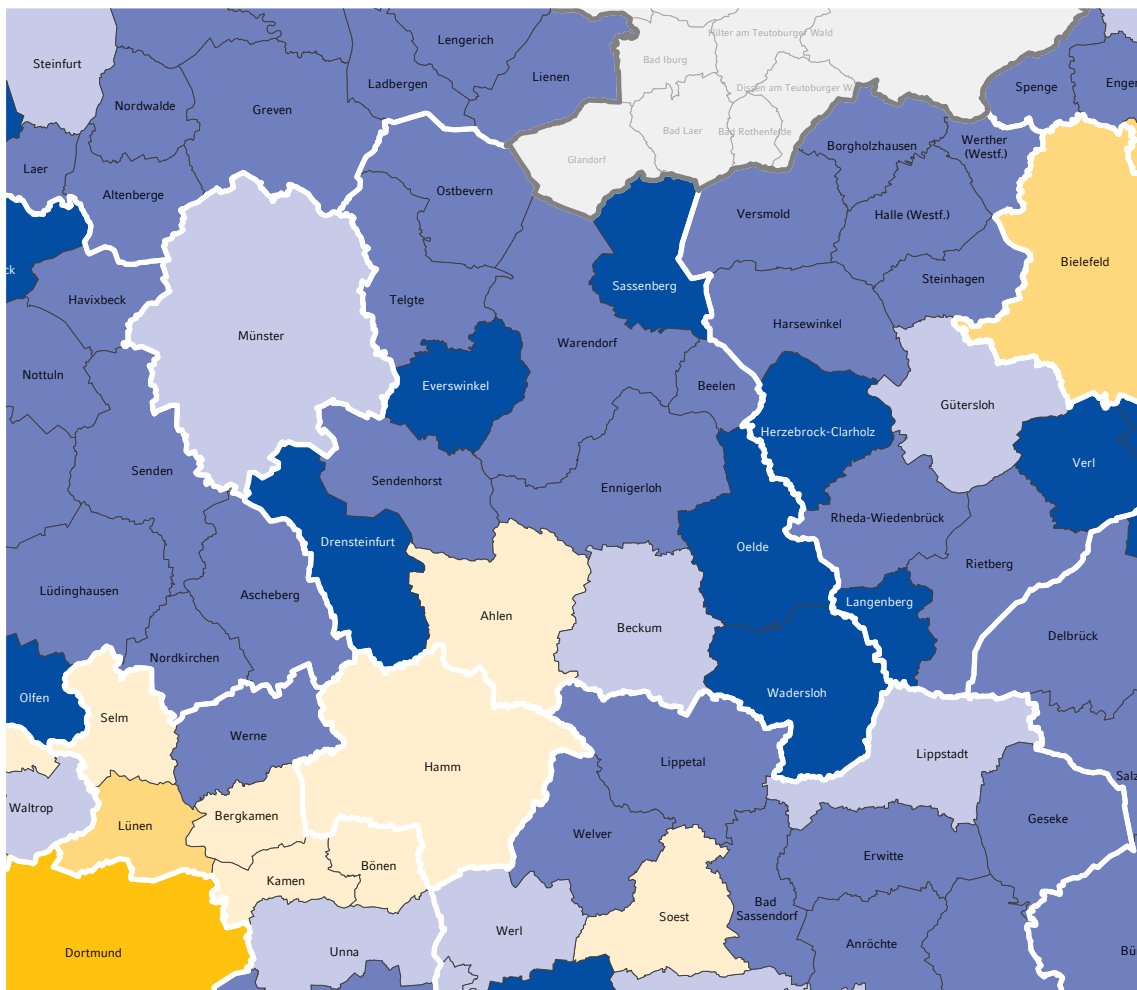 Lengerich
Hilter am Teutoburger Wald
Steinfurt
Bad Iburg
Lienen
Ladbergen
Spenge
Enger
Dissen am Teutoburger W
Nordwalde
Greven
Bad Laer
Bad Rothenfelde
Borgholzhausen
Werther
(Westf.)
Glandorf
Laer
Altenberge
Ostbevern
Versmold
Halle (Westf.)
Bielefeld
ck
Steinhagen
Sassenberg
Havixbeck
Telgte
Harsewinkel
Münster
Warendorf
Nottuln
Everswinkel
Beelen
Gütersloh
Herzebrock-Clarholz
Verl
Senden
Sendenhorst
Ennigerloh
Rheda-Wiedenbrück
Drensteinfurt
Oelde
Rietberg
Lüdinghausen
Ascheberg
Langenberg
Ahlen
Beckum
Delbrück
Nordkirchen
Olfen
Wadersloh
Selm
Werne
Lippstadt
Lippetal
Hamm
Salz
Waltrop
Bergkamen
Geseke
Lünen
Welver
Erwitte
Bönen
Kamen
Bad
Sassendorf
Soest
Werl
Anröchte
Dortmund
Unna
Bü